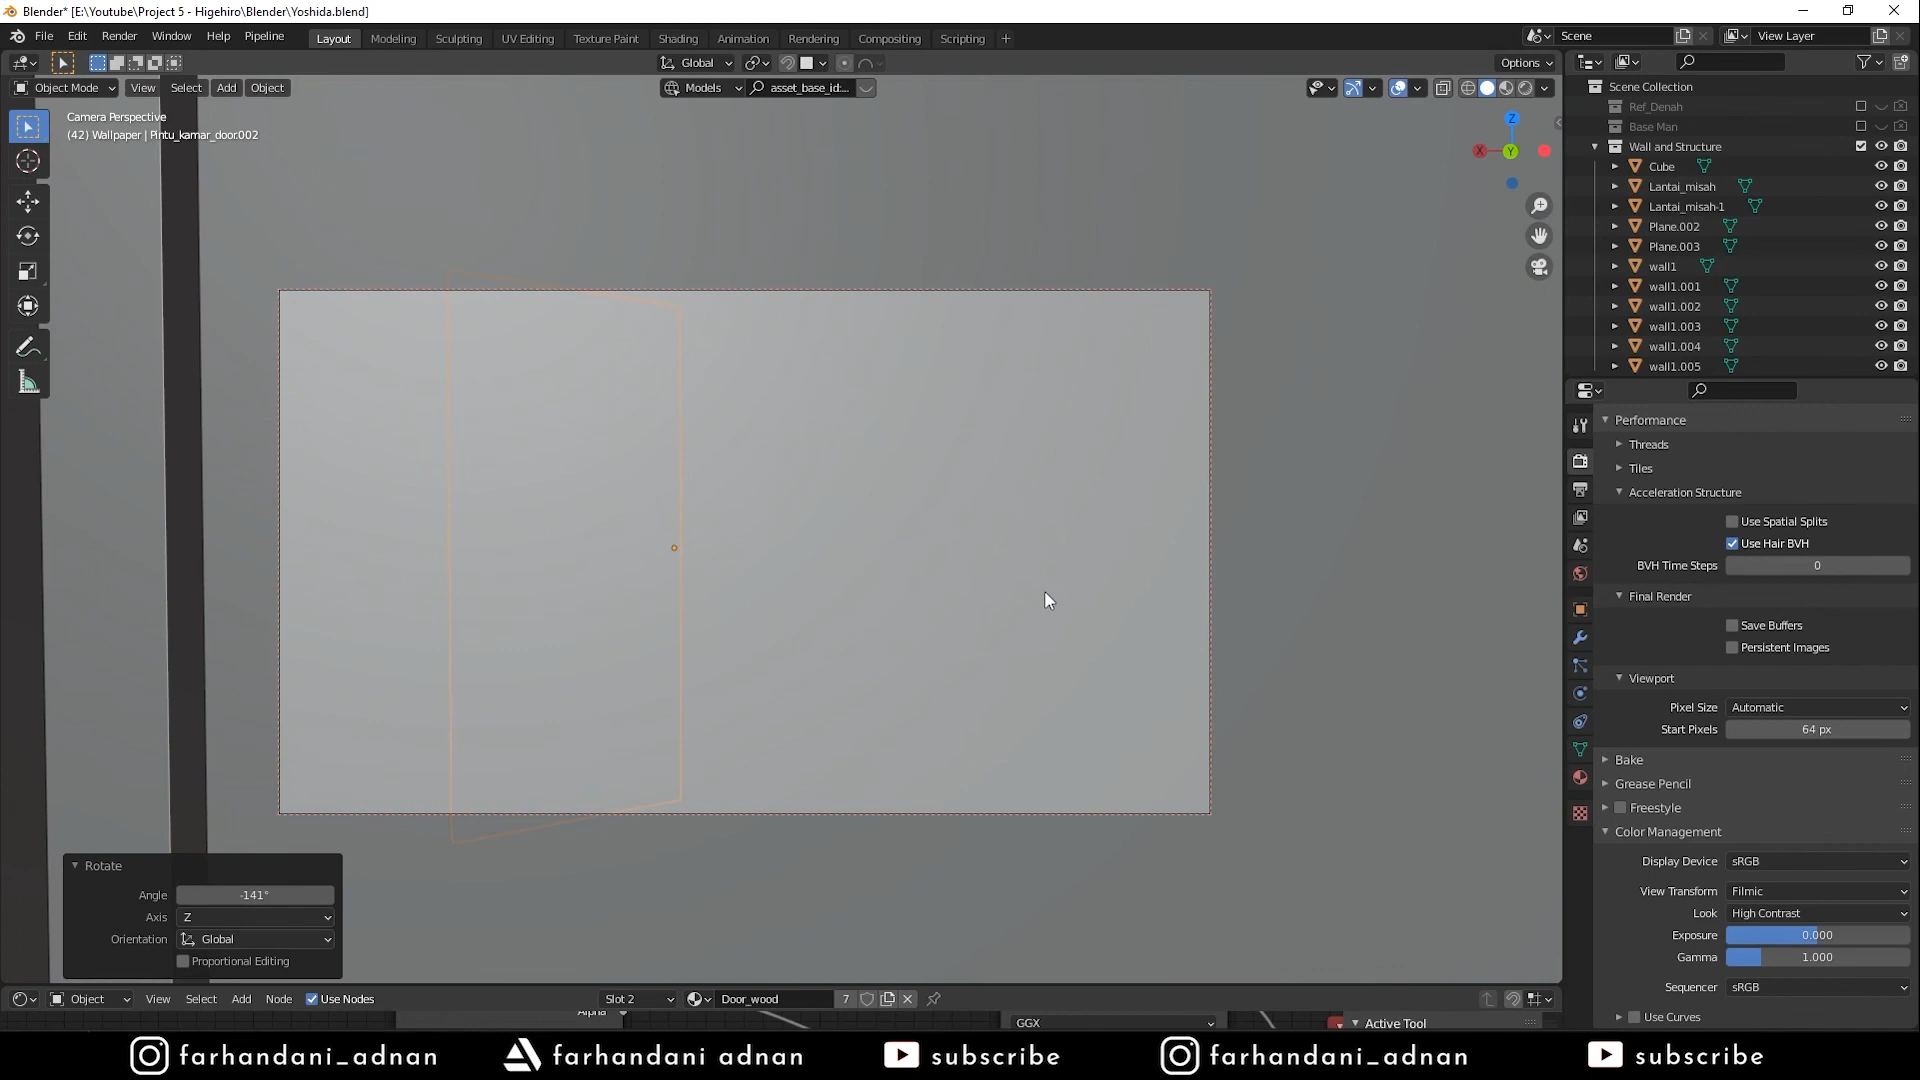 Blender* [E:\Youtube\Project 5 - Higehiro\Blender\Yoshida.blend]
File Edit Render Window Help Pipeline Layout Modeling Sculpting UV Editing Texture Paint Shading Animation Rendering Compositing Scripting + Scene View Layer
Global Options
Object Mode View Select Add Object Models asset_base_id:...
Camera Perspective
(42) Wallpaper | Pintu_kamar_door.002
Z
X Y
Scene Collection
Ref_Denah
Base Man
Wall and Structure
Cube
Lantai_misah
Lantai_misah-1
Plane.002
Plane.003
wall1
wall1.001
wall1.002
wall1.003
wall1.004
wall1.005
Performance
Threads
Tiles
Acceleration Structure
Use Spatial Splits
Use Hair BVH
BVH Time Steps 0
Final Render
Save Buffers
Persistent Images
Viewport
Pixel Size Automatic
Start Pixels 64 px
Bake
Grease Pencil
Freestyle
Color Management
Display Device sRGB
View Transform Filmic
Look High Contrast
Exposure 0.000
Gamma 1.000
Sequencer sRGB
Use Curves
Rotate
Angle -141°
Axis Z
Orientation Global
Proportional Editing
Object View Select Add Node Use Nodes Slot 2 Door_wood 7
Alpha GGX Active Tool
farhandani_adnan farhandani adnan subscribe farhandani_adnan subscribe